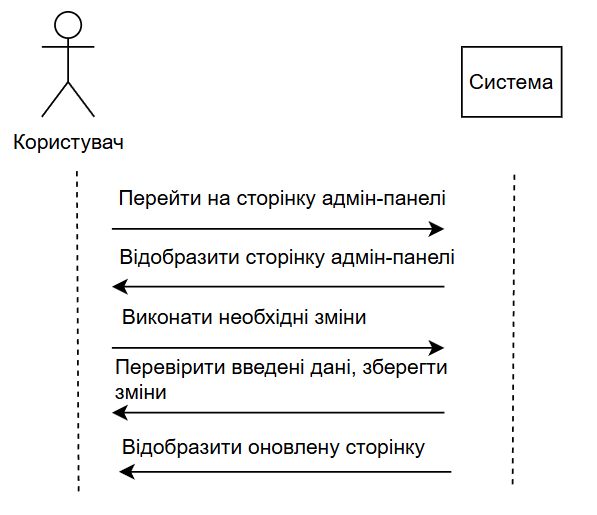 Користувач
Система
Перейти на сторінку адмін-панелі
Відобразити сторінку адмін-панелі
Виконати необхідні зміни
Перевірити введені дані, зберегти
зміни
Відобразити оновлену сторінку